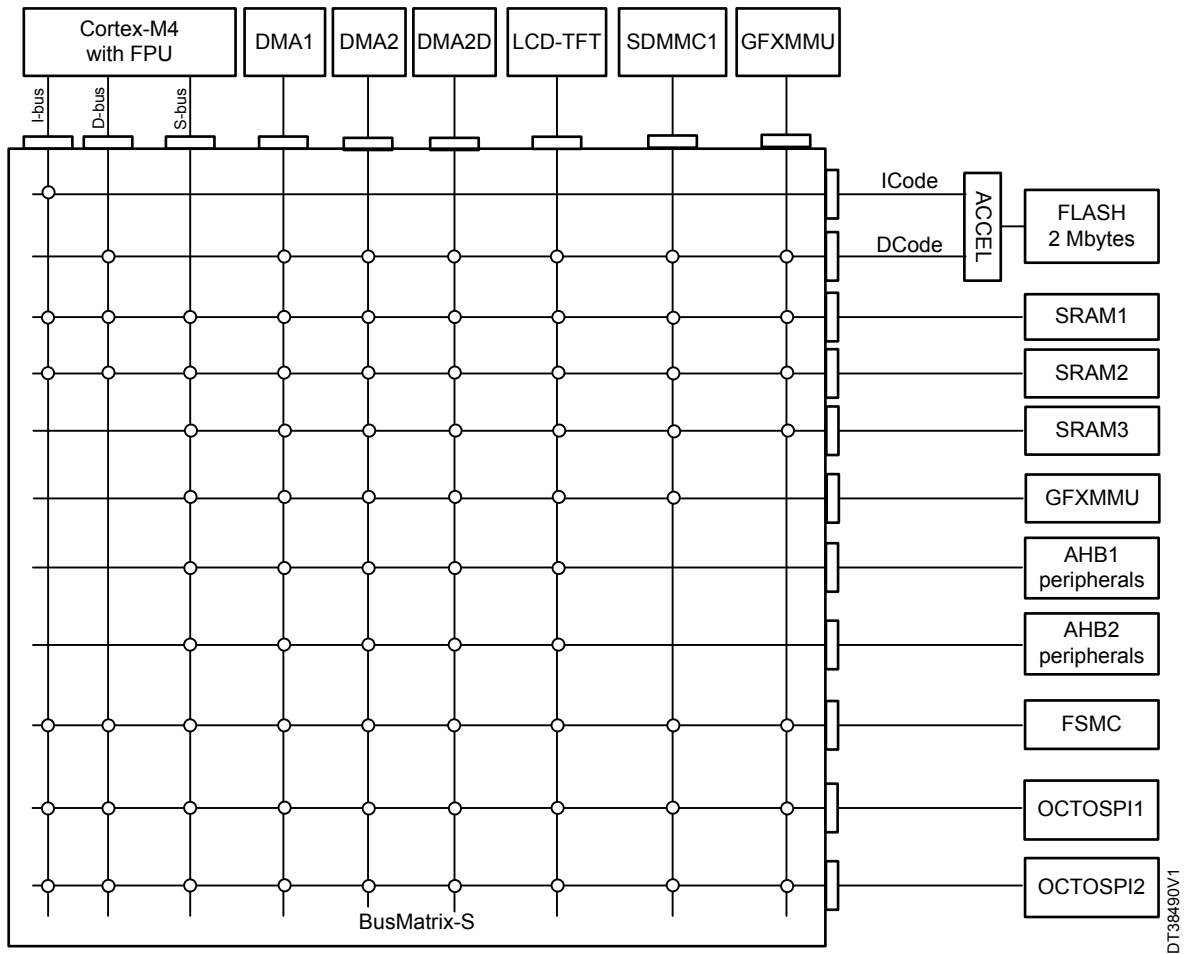 Cortex-M4
with FPU
DMA1
DMA2
DMA2D
LCD-TFT
SDMMC1
GFXMMU
I-bus
D-bus
S-bus
ICode
DCode
ACCEL
FLASH
2 Mbytes
SRAM1
SRAM2
SRAM3
GFXMMU
AHB1
peripherals
AHB2
peripherals
FSMC
OCTOSPI1
OCTOSPI2
BusMatrix-S
DT38490V1